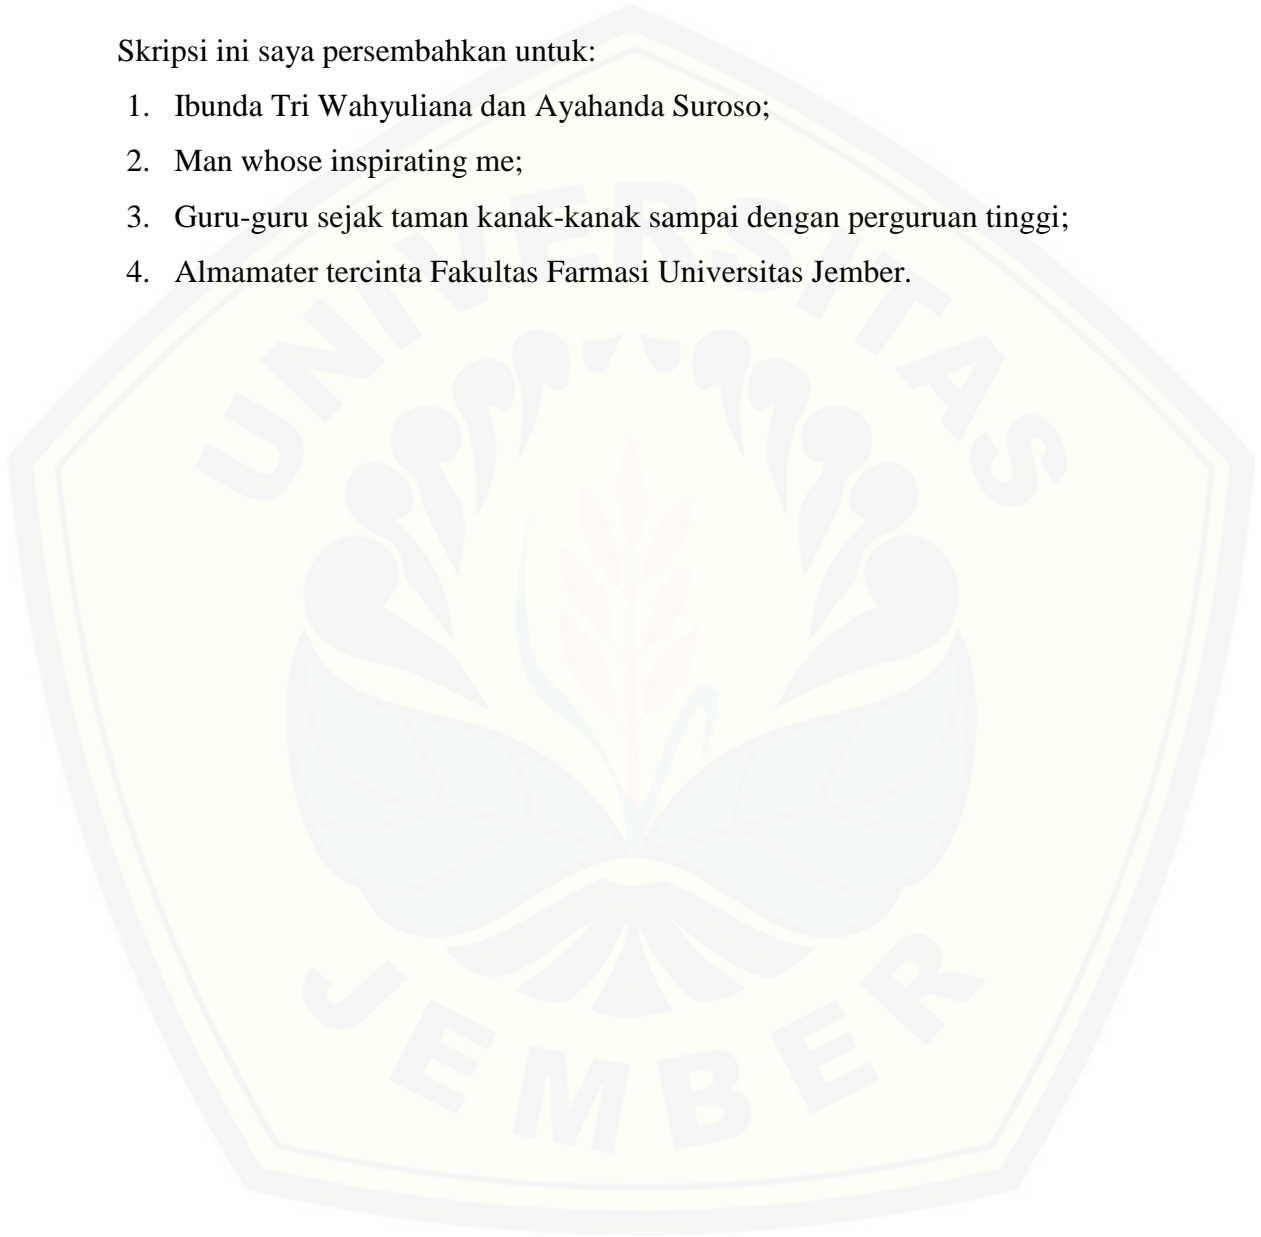 Skripsi ini saya persembahkan untuk:
1. Ibunda Tri Wahyuliana dan Ayahanda Suroso;
2. Man whose inspirating me;
3. Guru-guru sejak taman kanak-kanak sampai dengan perguruan tinggi;
4. Almamater tercinta Fakultas Farmasi Universitas Jember.
UNIVERSITAS
JEMBER